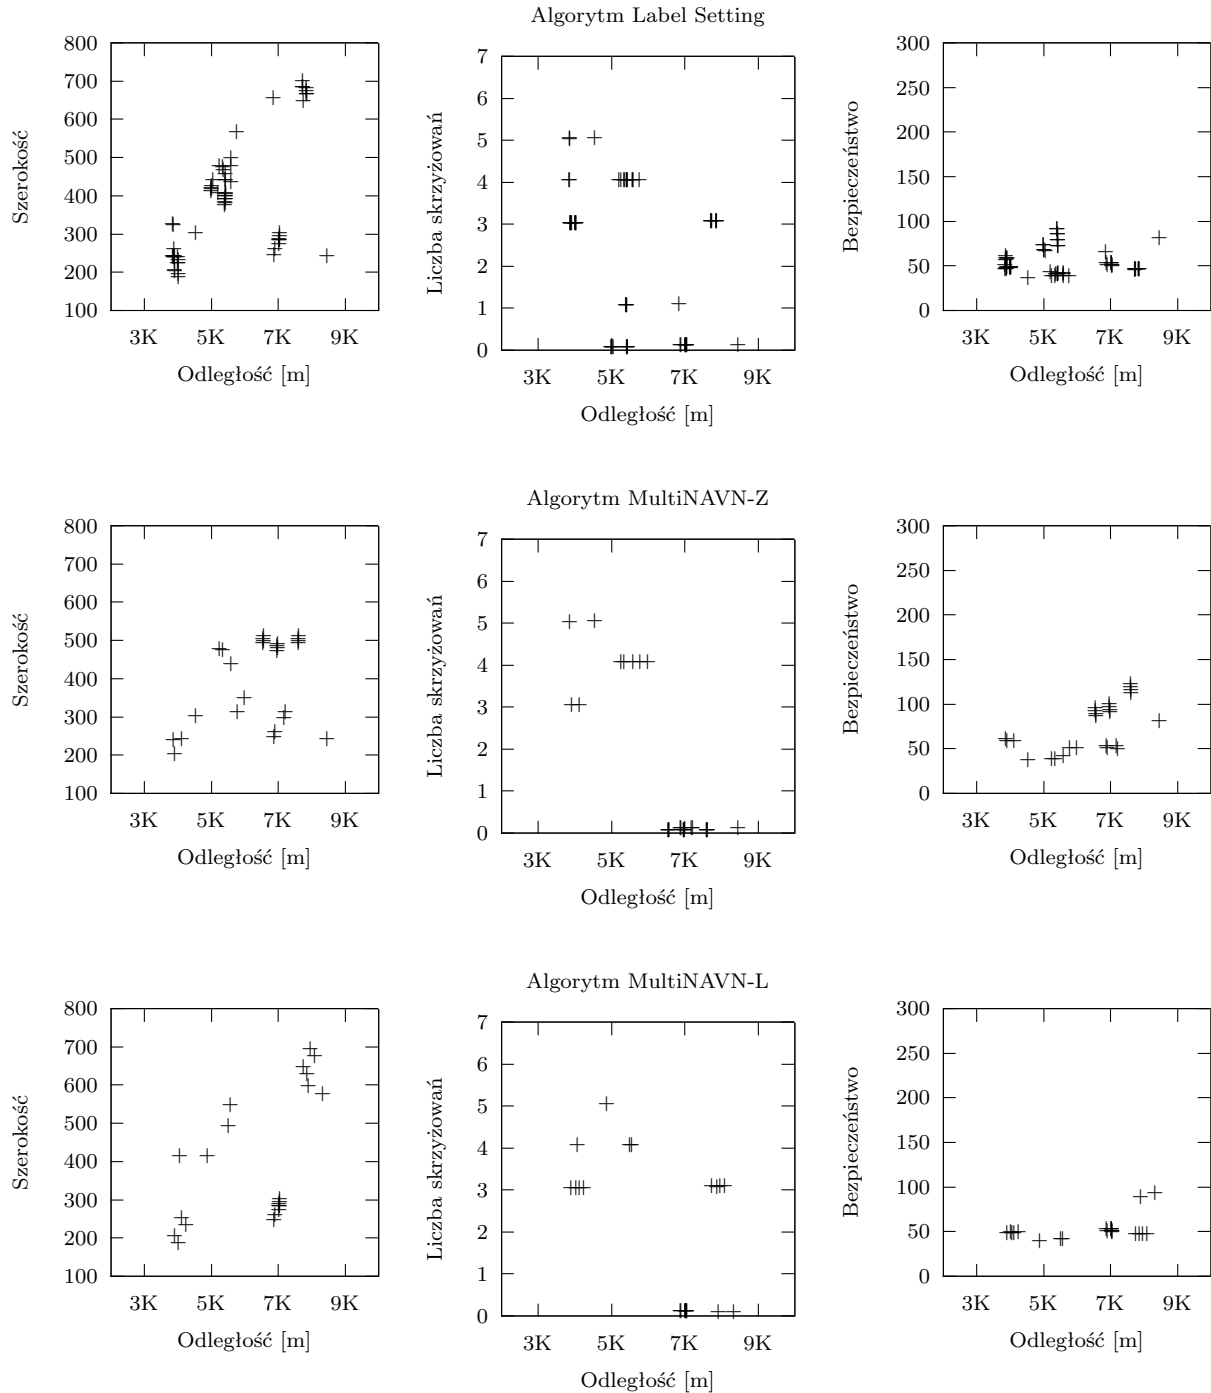 Algorytm Label Setting
800
700
600
500
400
300
200
100
3K 5K 7K 9K
Odległość [m]
Szerokość
7
6
5
4
3
2
1
0
3K 5K 7K 9K
Odległość [m]
Liczba skrzyżowań
300
250
200
150
100
50
0
3K 5K 7K 9K
Odległość [m]
Bezpieczeństwo
Algorytm MultiNAVN-Z
800
700
600
500
400
300
200
100
3K 5K 7K 9K
Odległość [m]
Szerokość
7
6
5
4
3
2
1
0
3K 5K 7K 9K
Odległość [m]
Liczba skrzyżowań
300
250
200
150
100
50
0
3K 5K 7K 9K
Odległość [m]
Bezpieczeństwo
Algorytm MultiNAVN-L
800
700
600
500
400
300
200
100
3K 5K 7K 9K
Odległość [m]
Szerokość
7
6
5
4
3
2
1
0
3K 5K 7K 9K
Odległość [m]
Liczba skrzyżowań
300
250
200
150
100
50
0
3K 5K 7K 9K
Odległość [m]
Bezpieczeństwo